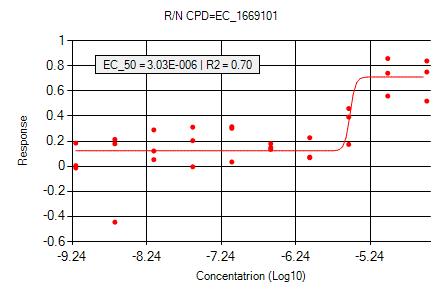 R/N CPD=EC_1669101
1
EC_50 = 3.03E-006 | R2 = 0.70
0.8
0.6
0.4
0.2
0
-0.2
-0.4
-0.6
Response
-9.24 -8.24 -7.24 -6.24 -5.24
Concentatrion (Log10)